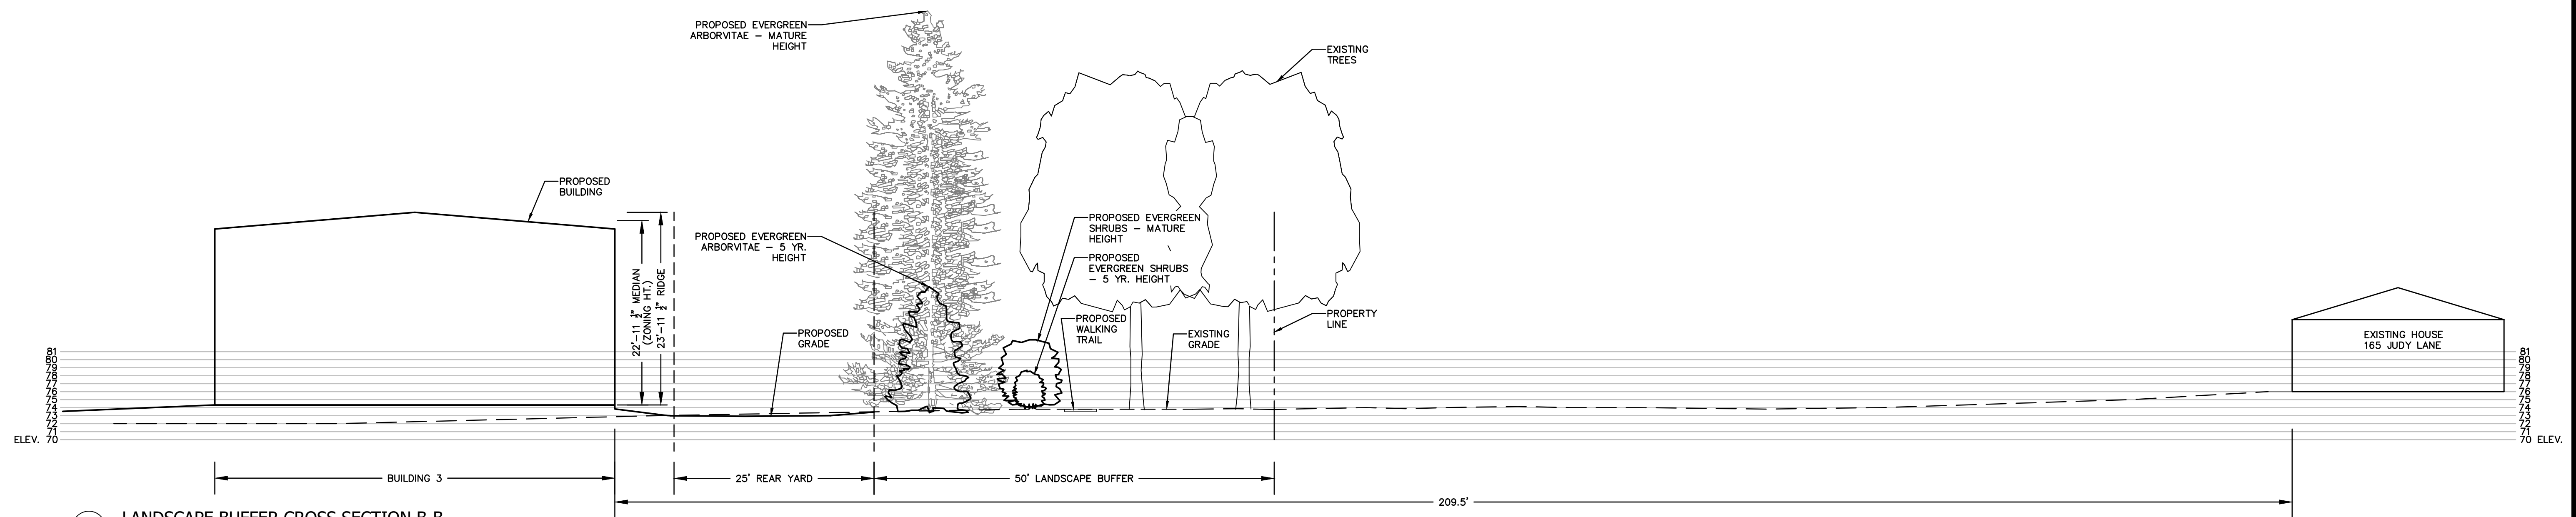 PROPOSED EVERGREEN
ARBORVITAE – MATURE
HEIGHT
EXISTING
TREES
PROPOSED
BUILDING
PROPOSED EVERGREEN
ARBORVITAE – 5 YR.
HEIGHT
PROPOSED EVERGREEN
SHRUBS – MATURE
HEIGHT
PROPOSED
EVERGREEN SHRUBS
– 5 YR. HEIGHT
22'-11 1/2" MEDIAN
(ZONING HT.)
23'-11 1/2" RIDGE
PROPOSED
GRADE
PROPOSED
WALKING
TRAIL
EXISTING
GRADE
PROPERTY
LINE
EXISTING HOUSE
165 JUDY LANE
81
80
79
78
77
76
75
74
73
72
71
ELEV. 70
81
80
79
78
77
76
75
74
73
72
71
70 ELEV.
BUILDING 3
25' REAR YARD
50' LANDSCAPE BUFFER
209.5'
LANDSCAPE BUFFER CROSS SECTION B-B